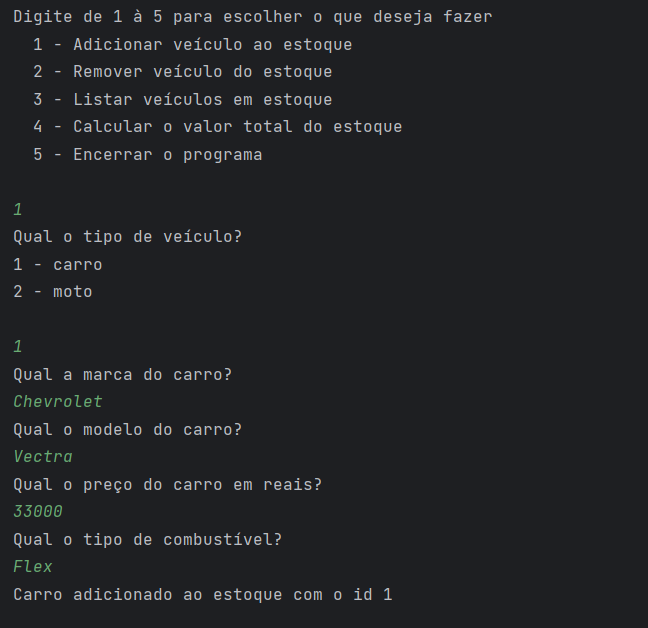 Digite de 1 à 5 para escolher o que deseja fazer
1 - Adicionar veículo ao estoque
2 - Remover veículo do estoque
3 - Listar veículos em estoque
4 - Calcular o valor total do estoque
5 - Encerrar o programa
1
Qual o tipo de veículo?
1 - carro
2 - moto
1
Qual a marca do carro?
Chevrolet
Qual o modelo do carro?
Vectra
Qual o preço do carro em reais?
33000
Qual o tipo de combustível?
Flex
Carro adicionado ao estoque com o id 1